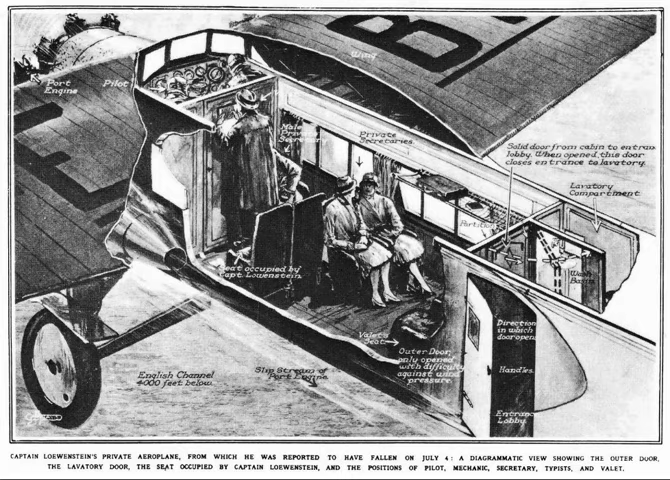 Port
Engine
Pilot
Wing
Male
Private
Secretary
Private
Secretaries.
Solid door from cabin to entrance
lobby. When opened, this door
closes entrance to lavatory.
Lavatory
Compartment.
Partition
Wash
Basin
Seat occupied by
Capt. Lowenstein.
Valet's
Seat.
Outer Door,
only opened
with difficulty
against wind
pressure.
Direction
in which
door opens.
Handles.
Entrance
Lobby.
English Channel
4000 feet below.
Slip Stream of
Port Engine
CAPTAIN LOEWENSTEIN'S PRIVATE AEROPLANE, FROM WHICH HE WAS REPORTED TO HAVE FALLEN ON JULY 4: A DIAGRAMMATIC VIEW SHOWING THE OUTER DOOR,
THE LAVATORY DOOR, THE SEAT OCCUPIED BY CAPTAIN LOEWENSTEIN, AND THE POSITIONS OF PILOT, MECHANIC, SECRETARY, TYPISTS, AND VALET.